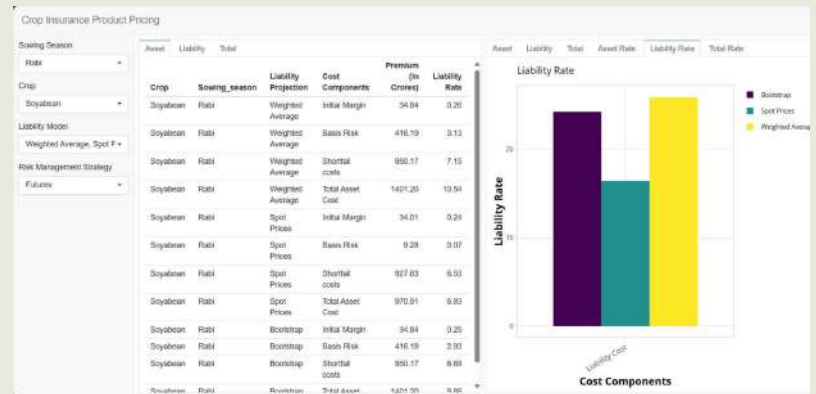 Crop Insurance Product Pricing
Sowing Season
Rabi
Crop
Soyabean
Liability Model
Weighted Average, Spot P
Risk Management Strategy
Futures
Asset Liability Total
Crop Sowing_season Liability Projection Cost Components Premium (in Crores) Liability Rate
Soyabean Rabi Weighted Average Initial Margin 34.84 0.26
Soyabean Rabi Weighted Average Basis Risk 416.19 3.13
Soyabean Rabi Weighted Average Shortfall costs 950.17 7.15
Soyabean Rabi Weighted Average Total Asset Cost 1401.20 10.54
Soyabean Rabi Spot Prices Initial Margin 34.01 0.24
Soyabean Rabi Spot Prices Basis Risk 9.28 0.07
Soyabean Rabi Spot Prices Shortfall costs 927.63 6.53
Soyabean Rabi Spot Prices Total Asset Cost 970.91 6.83
Soyabean Rabi Bootstrap Initial Margin 34.84 0.25
Soyabean Rabi Bootstrap Basis Risk 416.19 2.93
Soyabean Rabi Bootstrap Shortfall costs 950.17 6.69
Soyabean Rabi Bootstrap Total Asset 1401.20 9.86
Asset Liability Total Asset Rate Liability Rate Total Rate
Liability Rate
Bootstrap
Spot Prices
Weighted Average
20
10
0
Liability Rate
Liability Cost
Cost Components